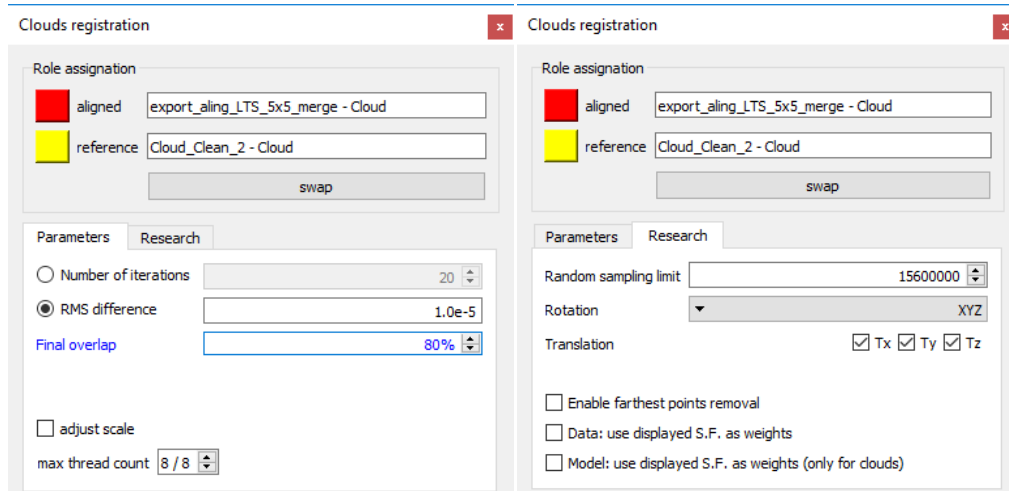 Clouds registration
x
Role assignation
aligned export_aling_LTS_5x5_merge - Cloud
reference Cloud_Clean_2 - Cloud
swap
Parameters Research
Number of iterations 20
RMS difference 1.0e-5
Final overlap 80%
adjust scale
max thread count 8 / 8
Clouds registration
x
Role assignation
aligned export_aling_LTS_5x5_merge - Cloud
reference Cloud_Clean_2 - Cloud
swap
Parameters Research
Random sampling limit 15600000
Rotation XYZ
Translation Tx Ty Tz
Enable farthest points removal
Data: use displayed S.F. as weights
Model: use displayed S.F. as weights (only for clouds)